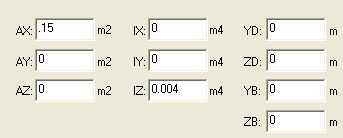 AX: .15 m2 IX: 0 m4 YD: 0 m
AY: 0 m2 IY: 0 m4 ZD: 0 m
AZ: 0 m2 IZ: 0.004 m4 YB: 0 m
ZB: 0 m